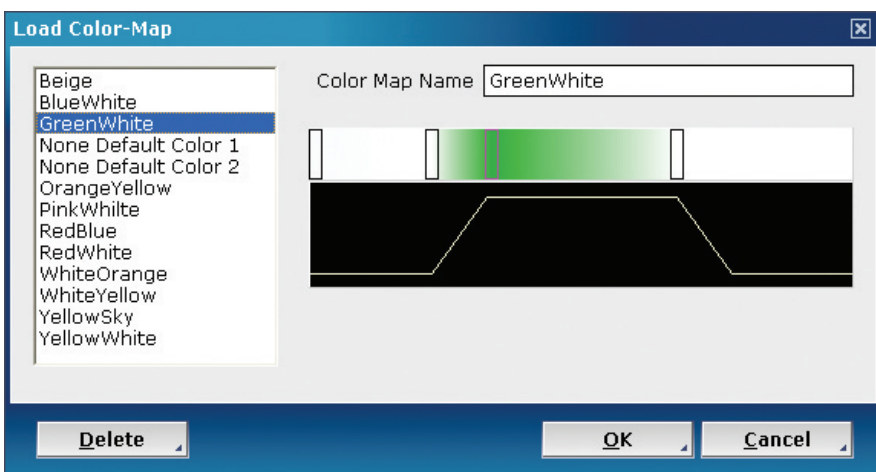 Load Color-Map
Beige
BlueWhite
GreenWhite
None Default Color 1
None Default Color 2
OrangeYellow
PinkWhilte
RedBlue
RedWhite
WhiteOrange
WhiteYellow
YellowSky
YellowWhite
Color Map Name GreenWhite
Delete OK Cancel